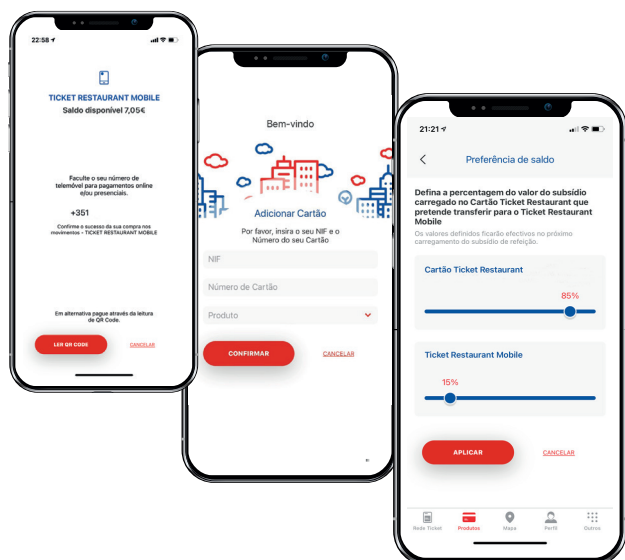 22:58
TICKET RESTAURANT MOBILE
Saldo disponível 7,05€
Faculte o seu número de
telemóvel para pagamentos online
e/ou presenciais.
+351
Confirme o sucesso da sua compra nos
movimentos - TICKET RESTAURANT MOBILE
Em alternativa pague através da leitura
de QR Code.
LER QR CODE
CANCELAR
Bem-vindo
Adicionar Cartão
Por favor, insira o seu NIF e o
Número do seu Cartão
NIF
Número de Cartão
Produto
CONFIRMAR
CANCELAR
21:21
Preferência de saldo
Defina a percentagem do valor do subsídio
carregado no Cartão Ticket Restaurant que
pretende transferir para o Ticket Restaurant
Mobile
Os valores definidos ficarão efectivos no próximo
carregamento do subsídio de refeição.
Cartão Ticket Restaurant
85%
Ticket Restaurant Mobile
15%
APLICAR
CANCELAR
Rede Ticket
Produtos
Mapa
Perfil
Outros